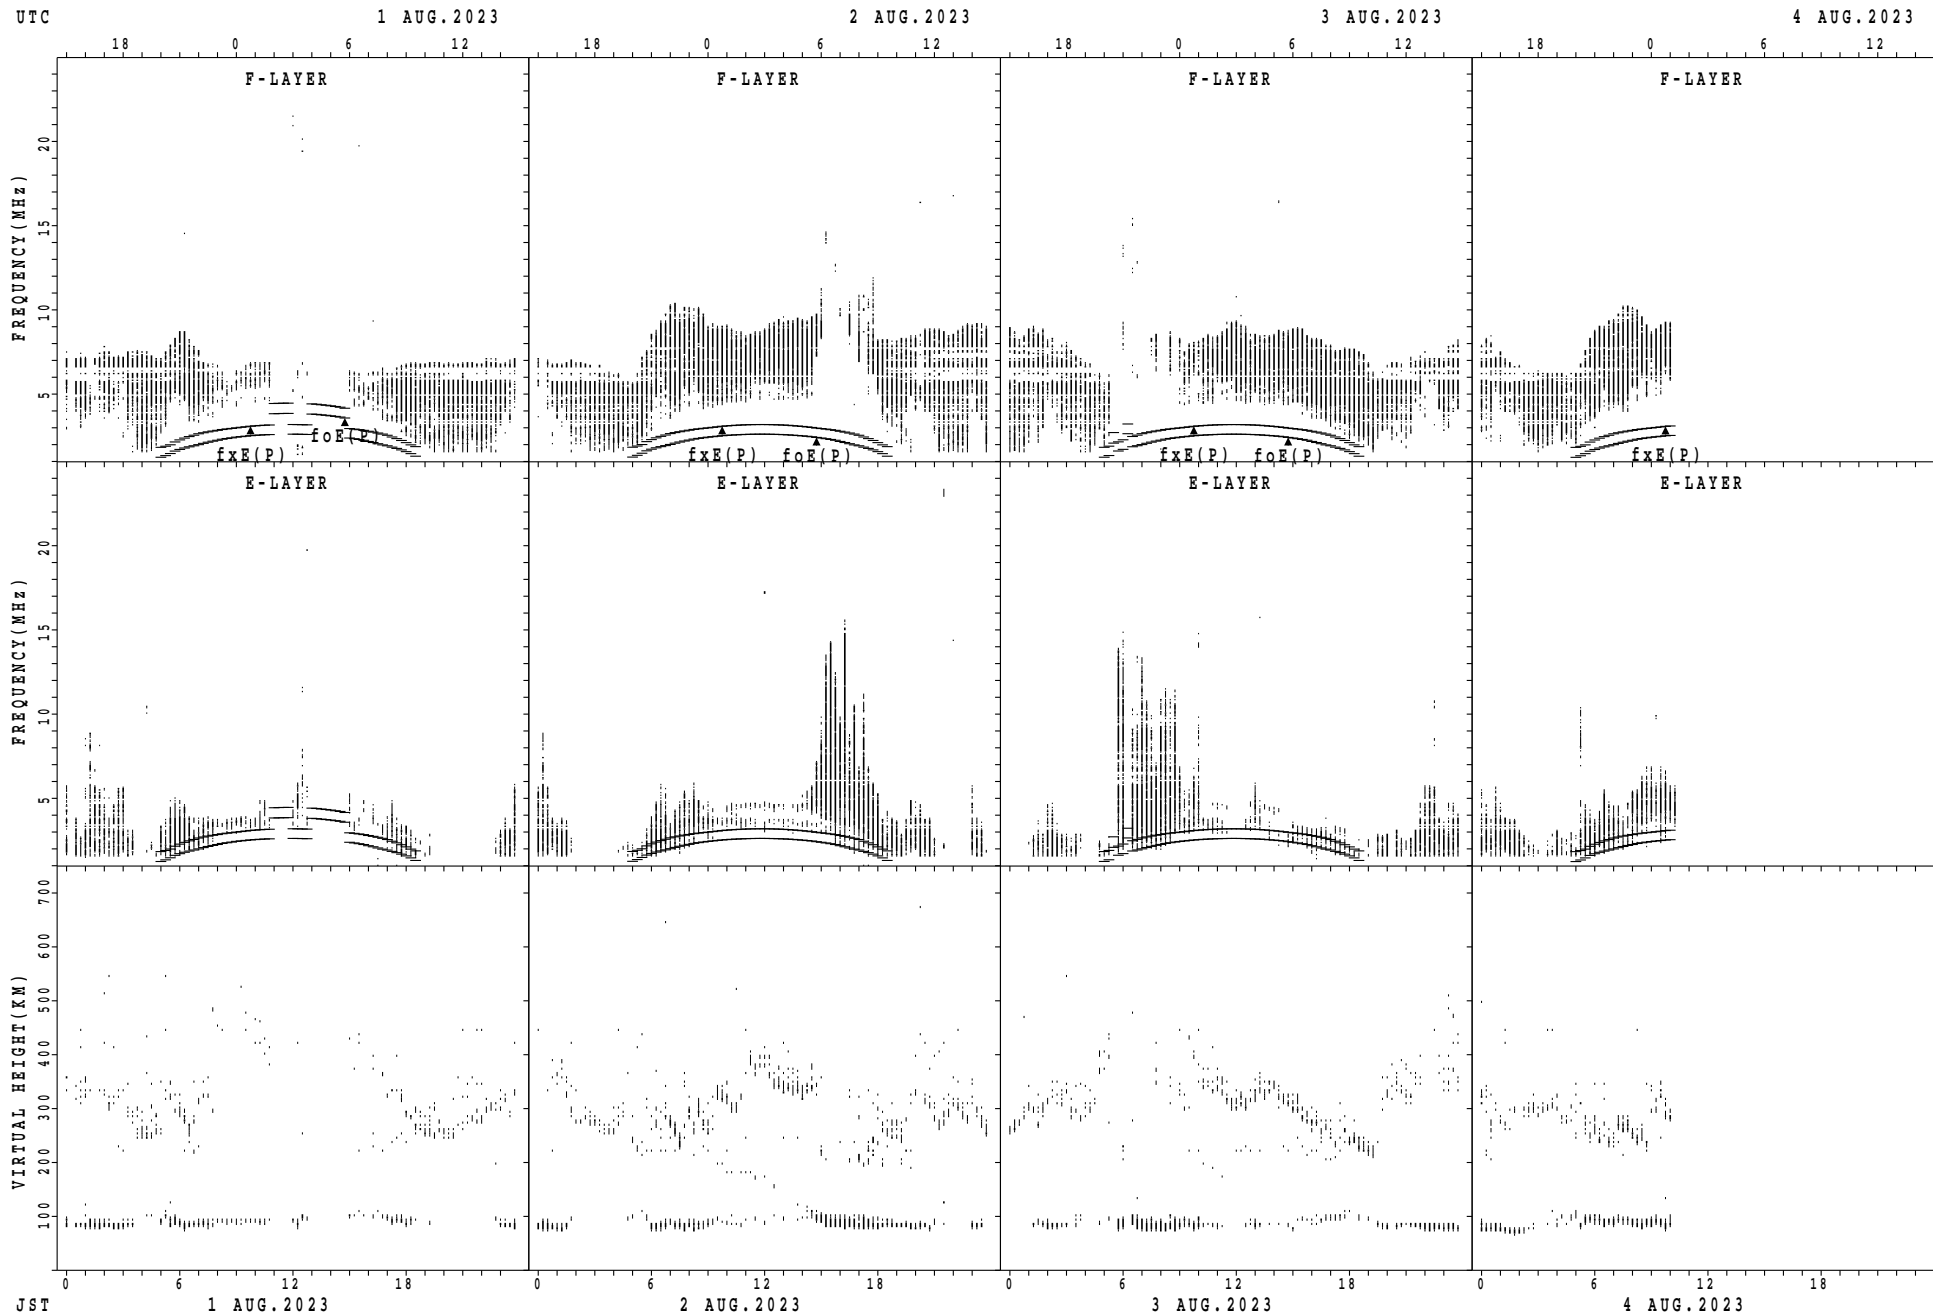 UTC 1 AUG.2023 2 AUG.2023 3 AUG.2023 4 AUG.2023
18 0 6 12 18 0 6 12 18 0 6 12 18 0 6 12
F-LAYER F-LAYER F-LAYER F-LAYER
FREQUENCY(MHz)
20
15
10
5
foE(P)
fxE(P) fxE(P) foE(P) fxE(P) foE(P) fxE(P)
E-LAYER E-LAYER E-LAYER E-LAYER
FREQUENCY(MHz)
20
15
10
5
VIRTUAL HEIGHT(KM)
700
600
500
400
300
200
100
0 6 12 18 0 6 12 18 0 6 12 18 0 6 12 18
JST 1 AUG.2023 2 AUG.2023 3 AUG.2023 4 AUG.2023